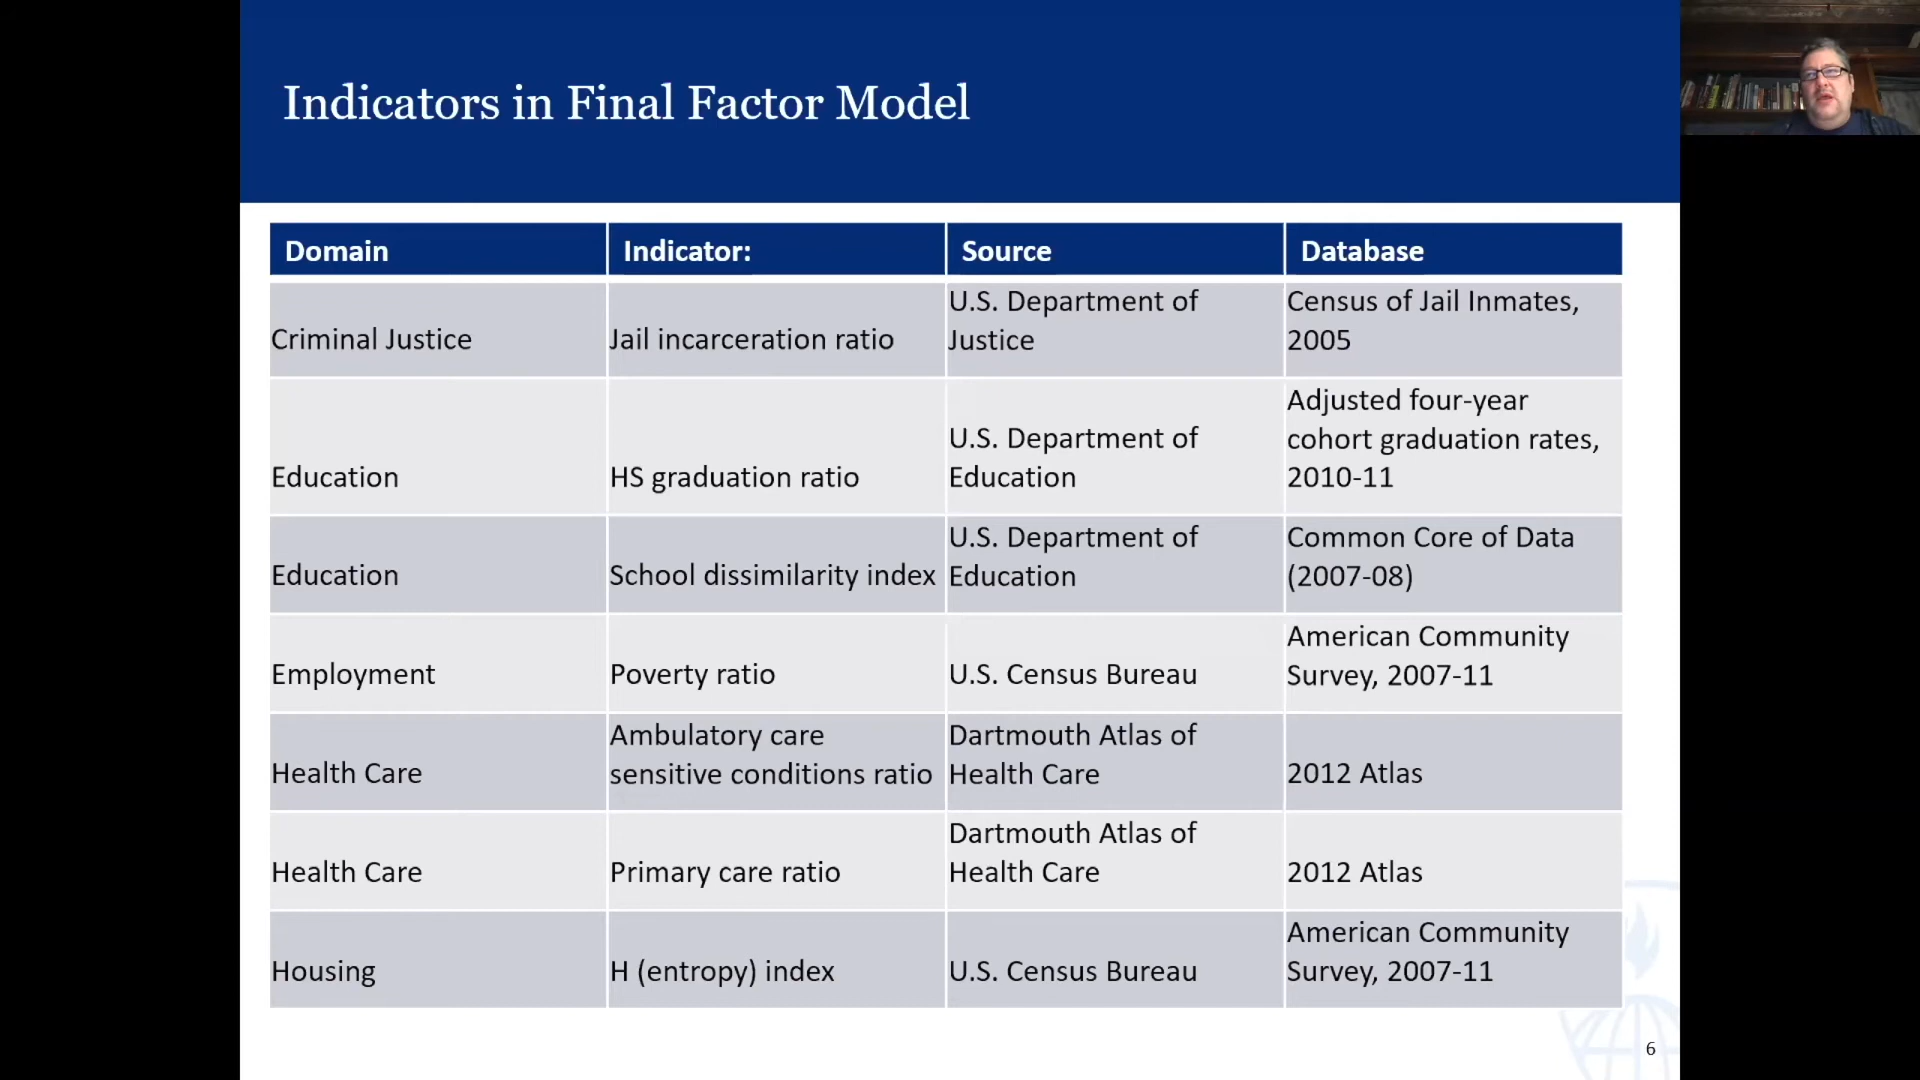 Indicators in Final Factor Model
Domain
Indicator:
Source
Database
Criminal Justice
Jail incarceration ratio
U.S. Department of
Justice
Census of Jail Inmates,
2005
Education
HS graduation ratio
U.S. Department of
Education
Adjusted four-year
cohort graduation rates,
2010-11
Education
School dissimilarity index
U.S. Department of
Education
Common Core of Data
(2007-08)
Employment
Poverty ratio
U.S. Census Bureau
American Community
Survey, 2007-11
Health Care
Ambulatory care
sensitive conditions ratio
Dartmouth Atlas of
Health Care
2012 Atlas
Health Care
Primary care ratio
Dartmouth Atlas of
Health Care
2012 Atlas
Housing
H (entropy) index
U.S. Census Bureau
American Community
Survey, 2007-11
6